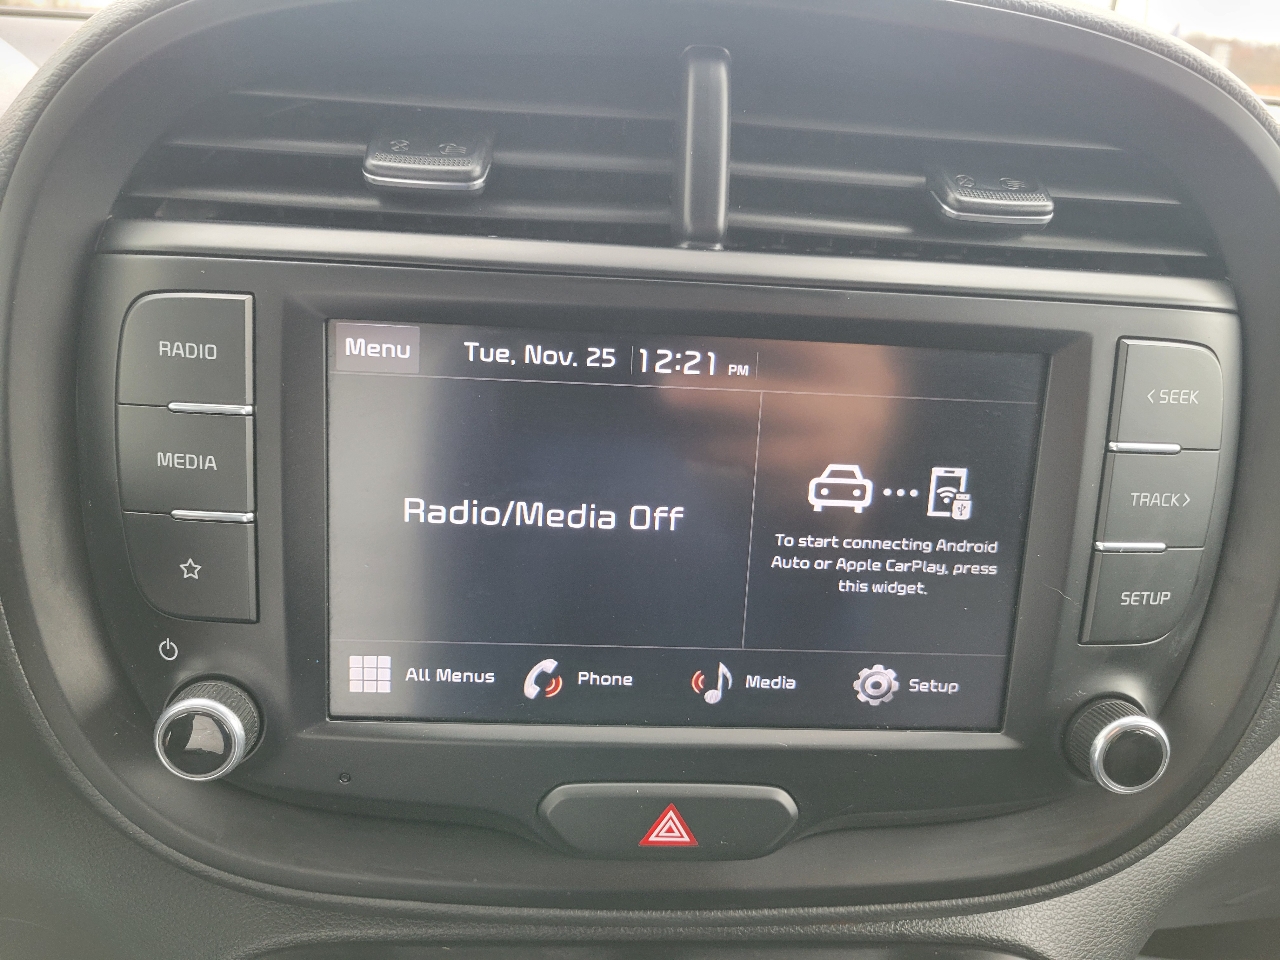 RADIO
MEDIA
Menu
Tue, Nov. 25
12:21 PM
Radio/Media Off
To start connecting Android
Auto or Apple CarPlay, press
this widget.
All Menus
Phone
Media
Setup
<SEEK
TRACK>
SETUP